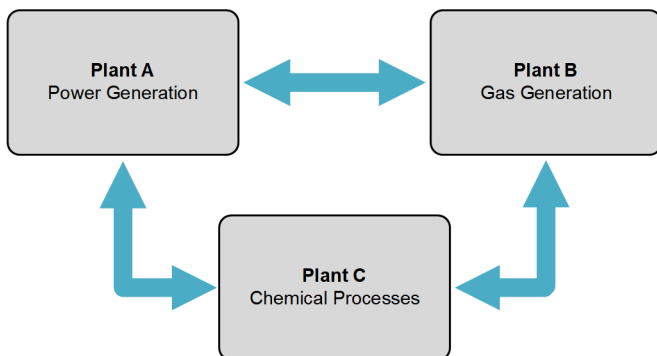 Plant A
Power Generation
Plant B
Gas Generation
Plant C
Chemical Processes